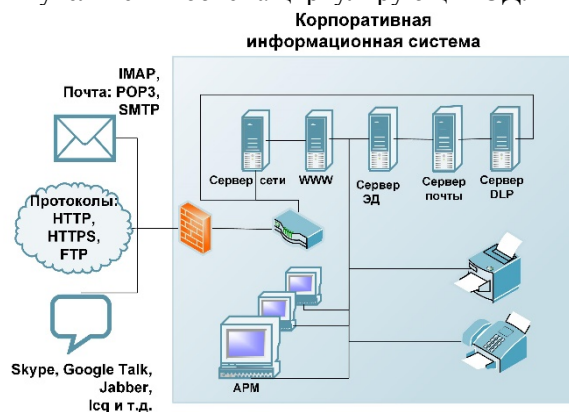 Корпоративная
информационная система
IMAP,
Почта: POP3,
SMTP
Протоколы:
HTTP,
HTTPS,
FTP
Skype, Google Talk,
Jabber,
Icq и т.д.
Сервер сети
WWW
Сервер
ЭД
Сервер
почты
Сервер
DLP
АРМ